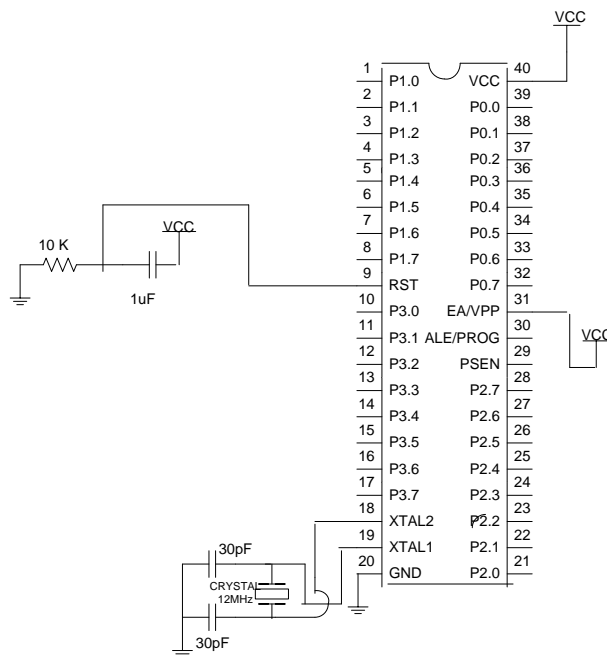 VCC
1 P1.0 VCC 40
2 P1.1 P0.0 39
3 P1.2 P0.1 38
4 P1.3 P0.2 37
5 P1.4 P0.3 36
6 P1.5 P0.4 35
7 P1.6 P0.5 34
8 P1.7 P0.6 33
9 RST P0.7 32
10 P3.0 EA/VPP 31
11 P3.1 ALE/PROG 30
12 P3.2 PSEN 29
13 P3.3 P2.7 28
14 P3.4 P2.6 27
15 P3.5 P2.5 26
16 P3.6 P2.4 25
17 P3.7 P2.3 24
18 XTAL2 P2.2 23
19 XTAL1 P2.1 22
20 GND P2.0 21
VCC
10 K
1uF
VCC
30pF
CRYSTAL
12MHz
30pF